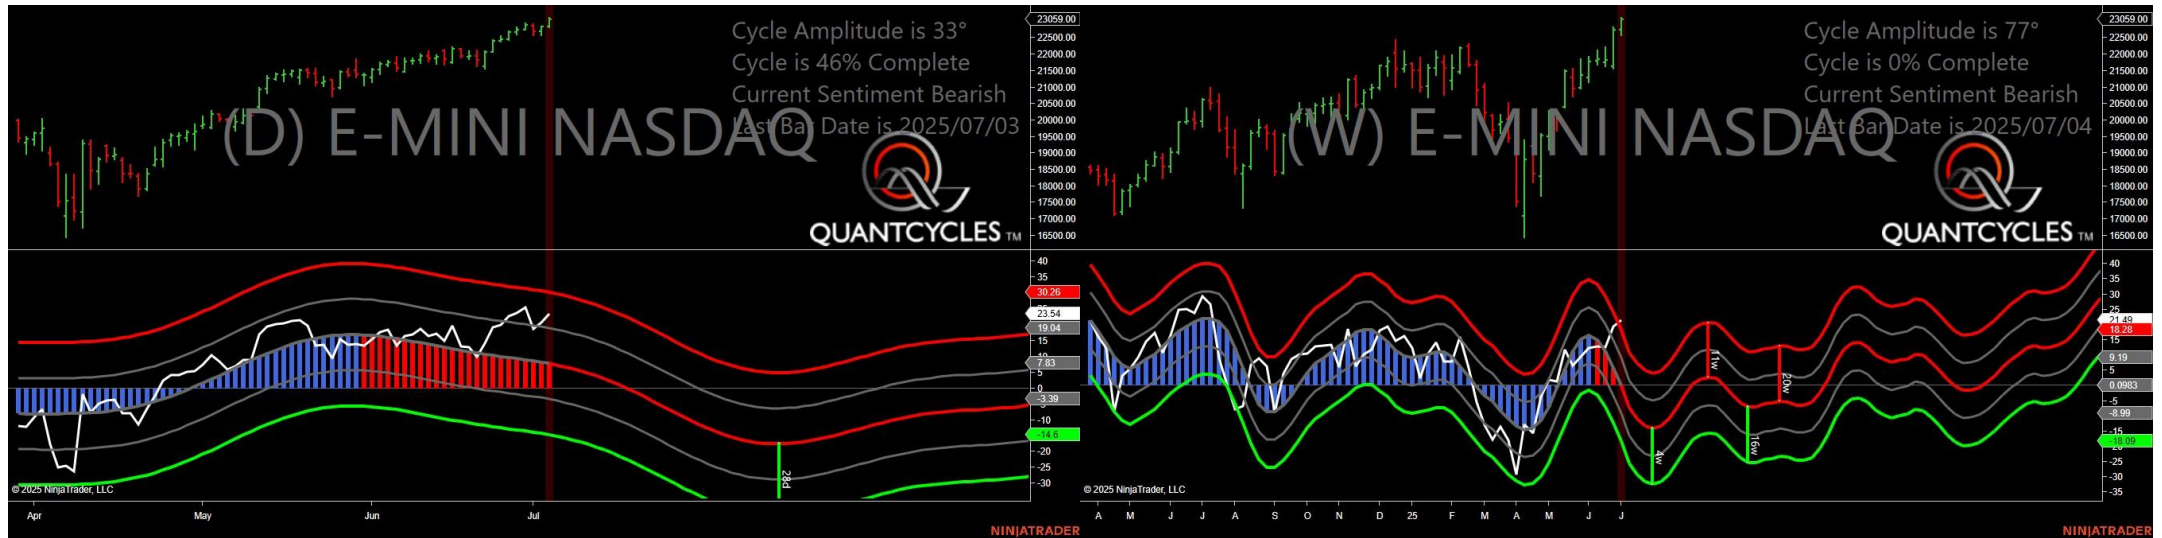 Cycle Amplitude is 33°
Cycle is 46% Complete
Current Sentiment Bearish
Last Bar Date is 2025/07/03
(D) E-MINI NASDAQ
QUANTCYCLES TM
23059.00
22500.00
22000.00
21500.00
21000.00
20500.00
20000.00
19500.00
19000.00
18500.00
18000.00
17500.00
17000.00
16500.00
40
35
30.26
23.54
19.04
15
10
7.83
5
0
-3.39
-10
-14.6
-20
-25
-30
28d
© 2025 NinjaTrader, LLC
Apr May Jun Jul
NINJATRADER
Cycle Amplitude is 77°
Cycle is 0% Complete
Current Sentiment Bearish
Last Bar Date is 2025/07/04
(W) E-MINI NASDAQ
QUANTCYCLES TM
23059.00
22500.00
22000.00
21500.00
21000.00
20500.00
20000.00
19500.00
19000.00
18500.00
18000.00
17500.00
17000.00
16500.00
40
35
30
25
21.49
18.28
15
9.19
5
0.0983
-5
-8.99
-15
-18.09
-25
-30
-35
11w
20w
4w
16w
© 2025 NinjaTrader, LLC
A M J J A S O N D 25 F M A M J J
NINJATRADER